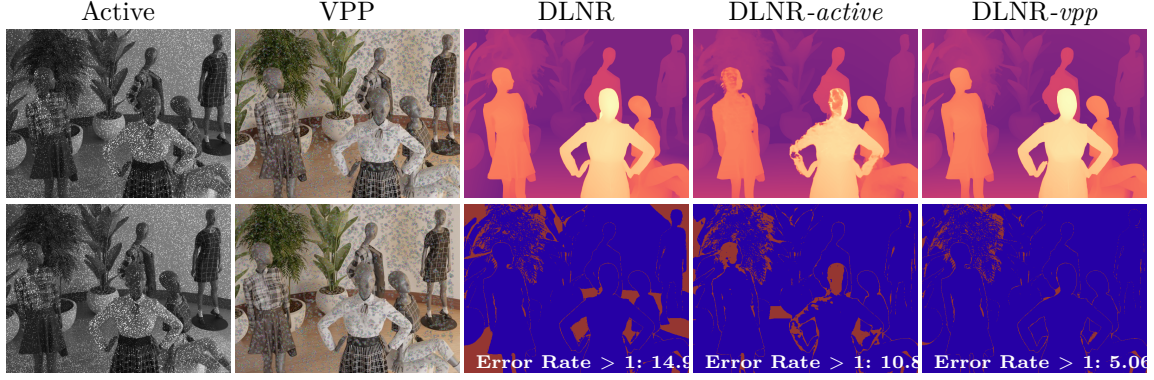 Active VPP DLNR DLNR-active DLNR-vpp
Error Rate > 1: 14.9 Error Rate > 1: 10.8 Error Rate > 1: 5.06